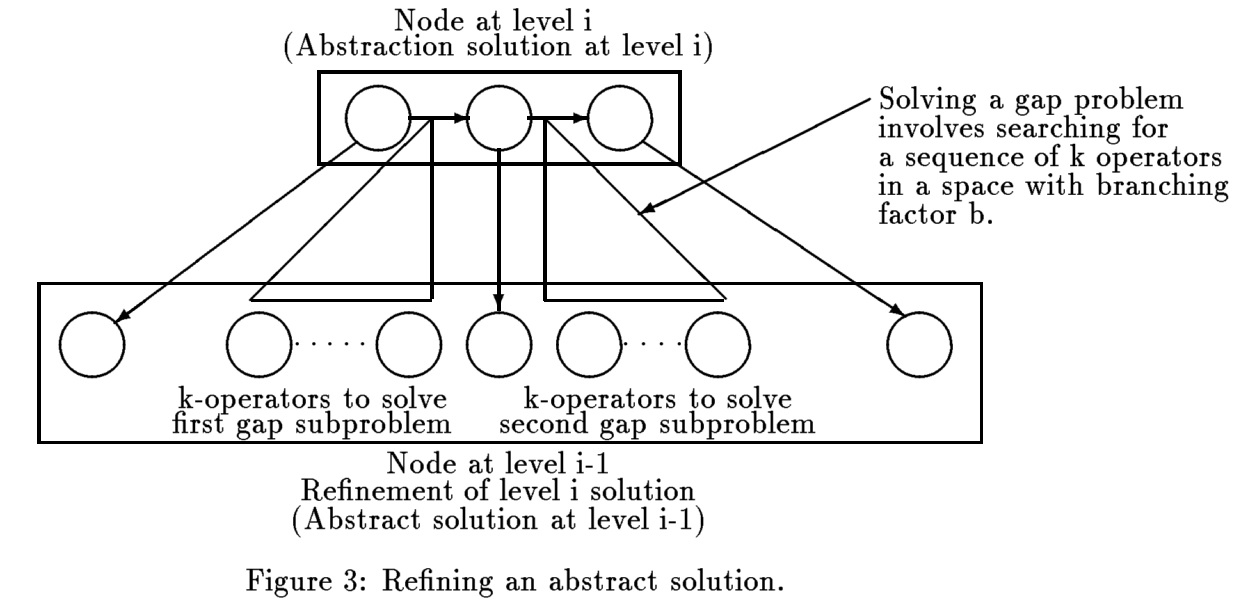 Node at level i
(Abstraction solution at level i)
Solving a gap problem
involves searching for
a sequence of k operators
in a space with branching
factor b.
k-operators to solve
first gap subproblem
k-operators to solve
second gap subproblem
Node at level i-1
Refinement of level i solution
(Abstract solution at level i-1)
Figure 3: Refining an abstract solution.